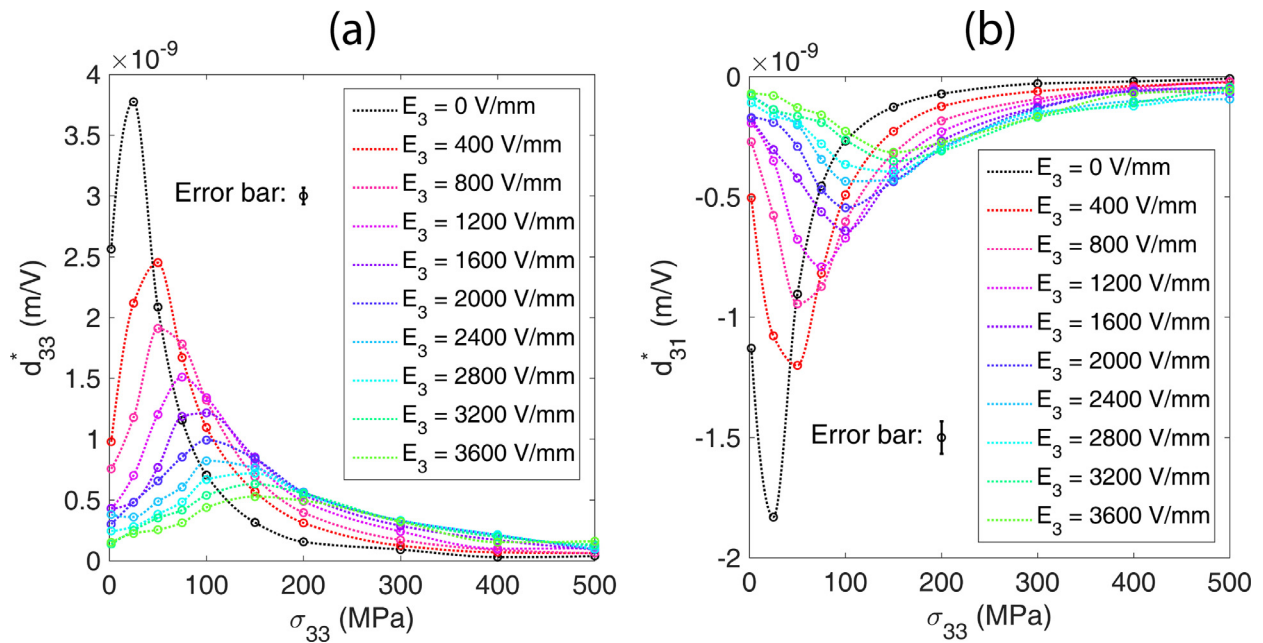 (a)
×10⁻⁹
4
3.5
3
2.5
2
1.5
1
0.5
0
d*₃₃ (m/V)
Error bar:
E₃ = 0 V/mm
E₃ = 400 V/mm
E₃ = 800 V/mm
E₃ = 1200 V/mm
E₃ = 1600 V/mm
E₃ = 2000 V/mm
E₃ = 2400 V/mm
E₃ = 2800 V/mm
E₃ = 3200 V/mm
E₃ = 3600 V/mm
0 100 200 300 400 500
σ₃₃ (MPa)
(b)
×10⁻⁹
0
-0.5
-1
-1.5
-2
d*₃₁ (m/V)
Error bar:
E₃ = 0 V/mm
E₃ = 400 V/mm
E₃ = 800 V/mm
E₃ = 1200 V/mm
E₃ = 1600 V/mm
E₃ = 2000 V/mm
E₃ = 2400 V/mm
E₃ = 2800 V/mm
E₃ = 3200 V/mm
E₃ = 3600 V/mm
0 100 200 300 400 500
σ₃₃ (MPa)